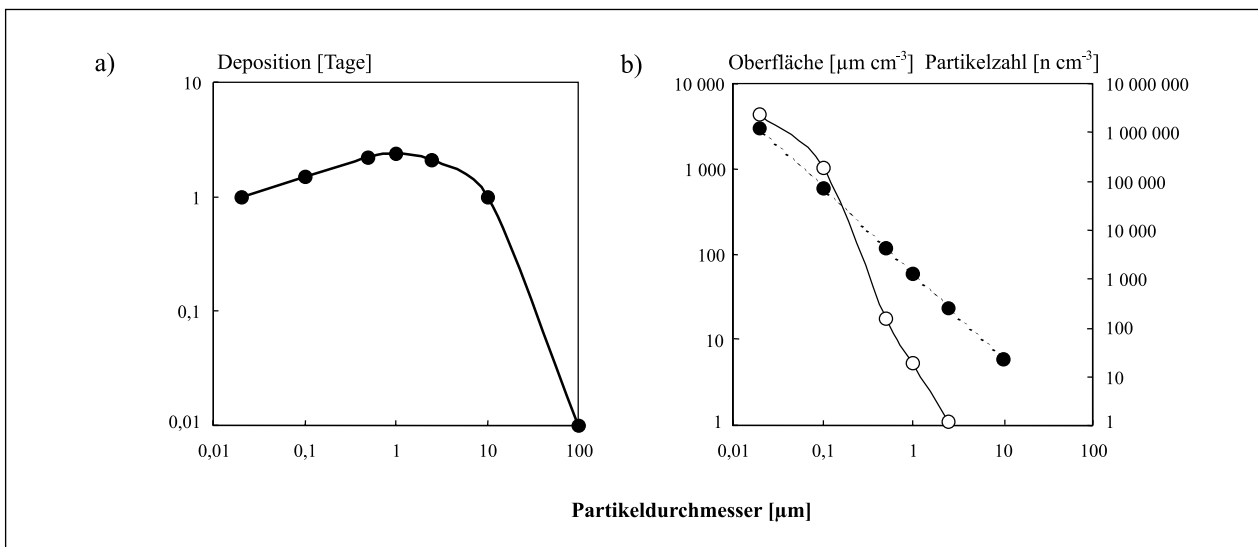 a)
Deposition [Tage]
10
1
0,1
0,01
0,01 0,1 1 10 100
b)
Oberfläche [µm cm-3] Partikelzahl [n cm-3]
10 000
1 000
100
10
1
10 000 000
1 000 000
100 000
10 000
1 000
100
10
1
0,01 0,1 1 10 100
Partikeldurchmesser [µm]